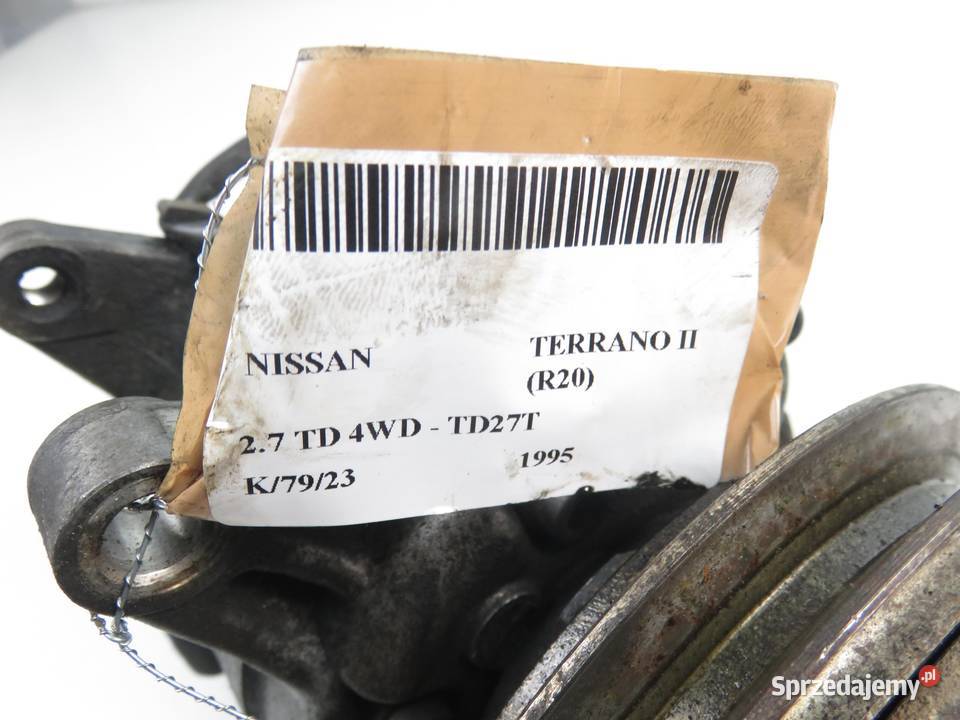 NISSAN TERRANO II
(R20)
2.7 TD 4WD - TD27T
K/79/23 1995
Sprzedajemy.pl